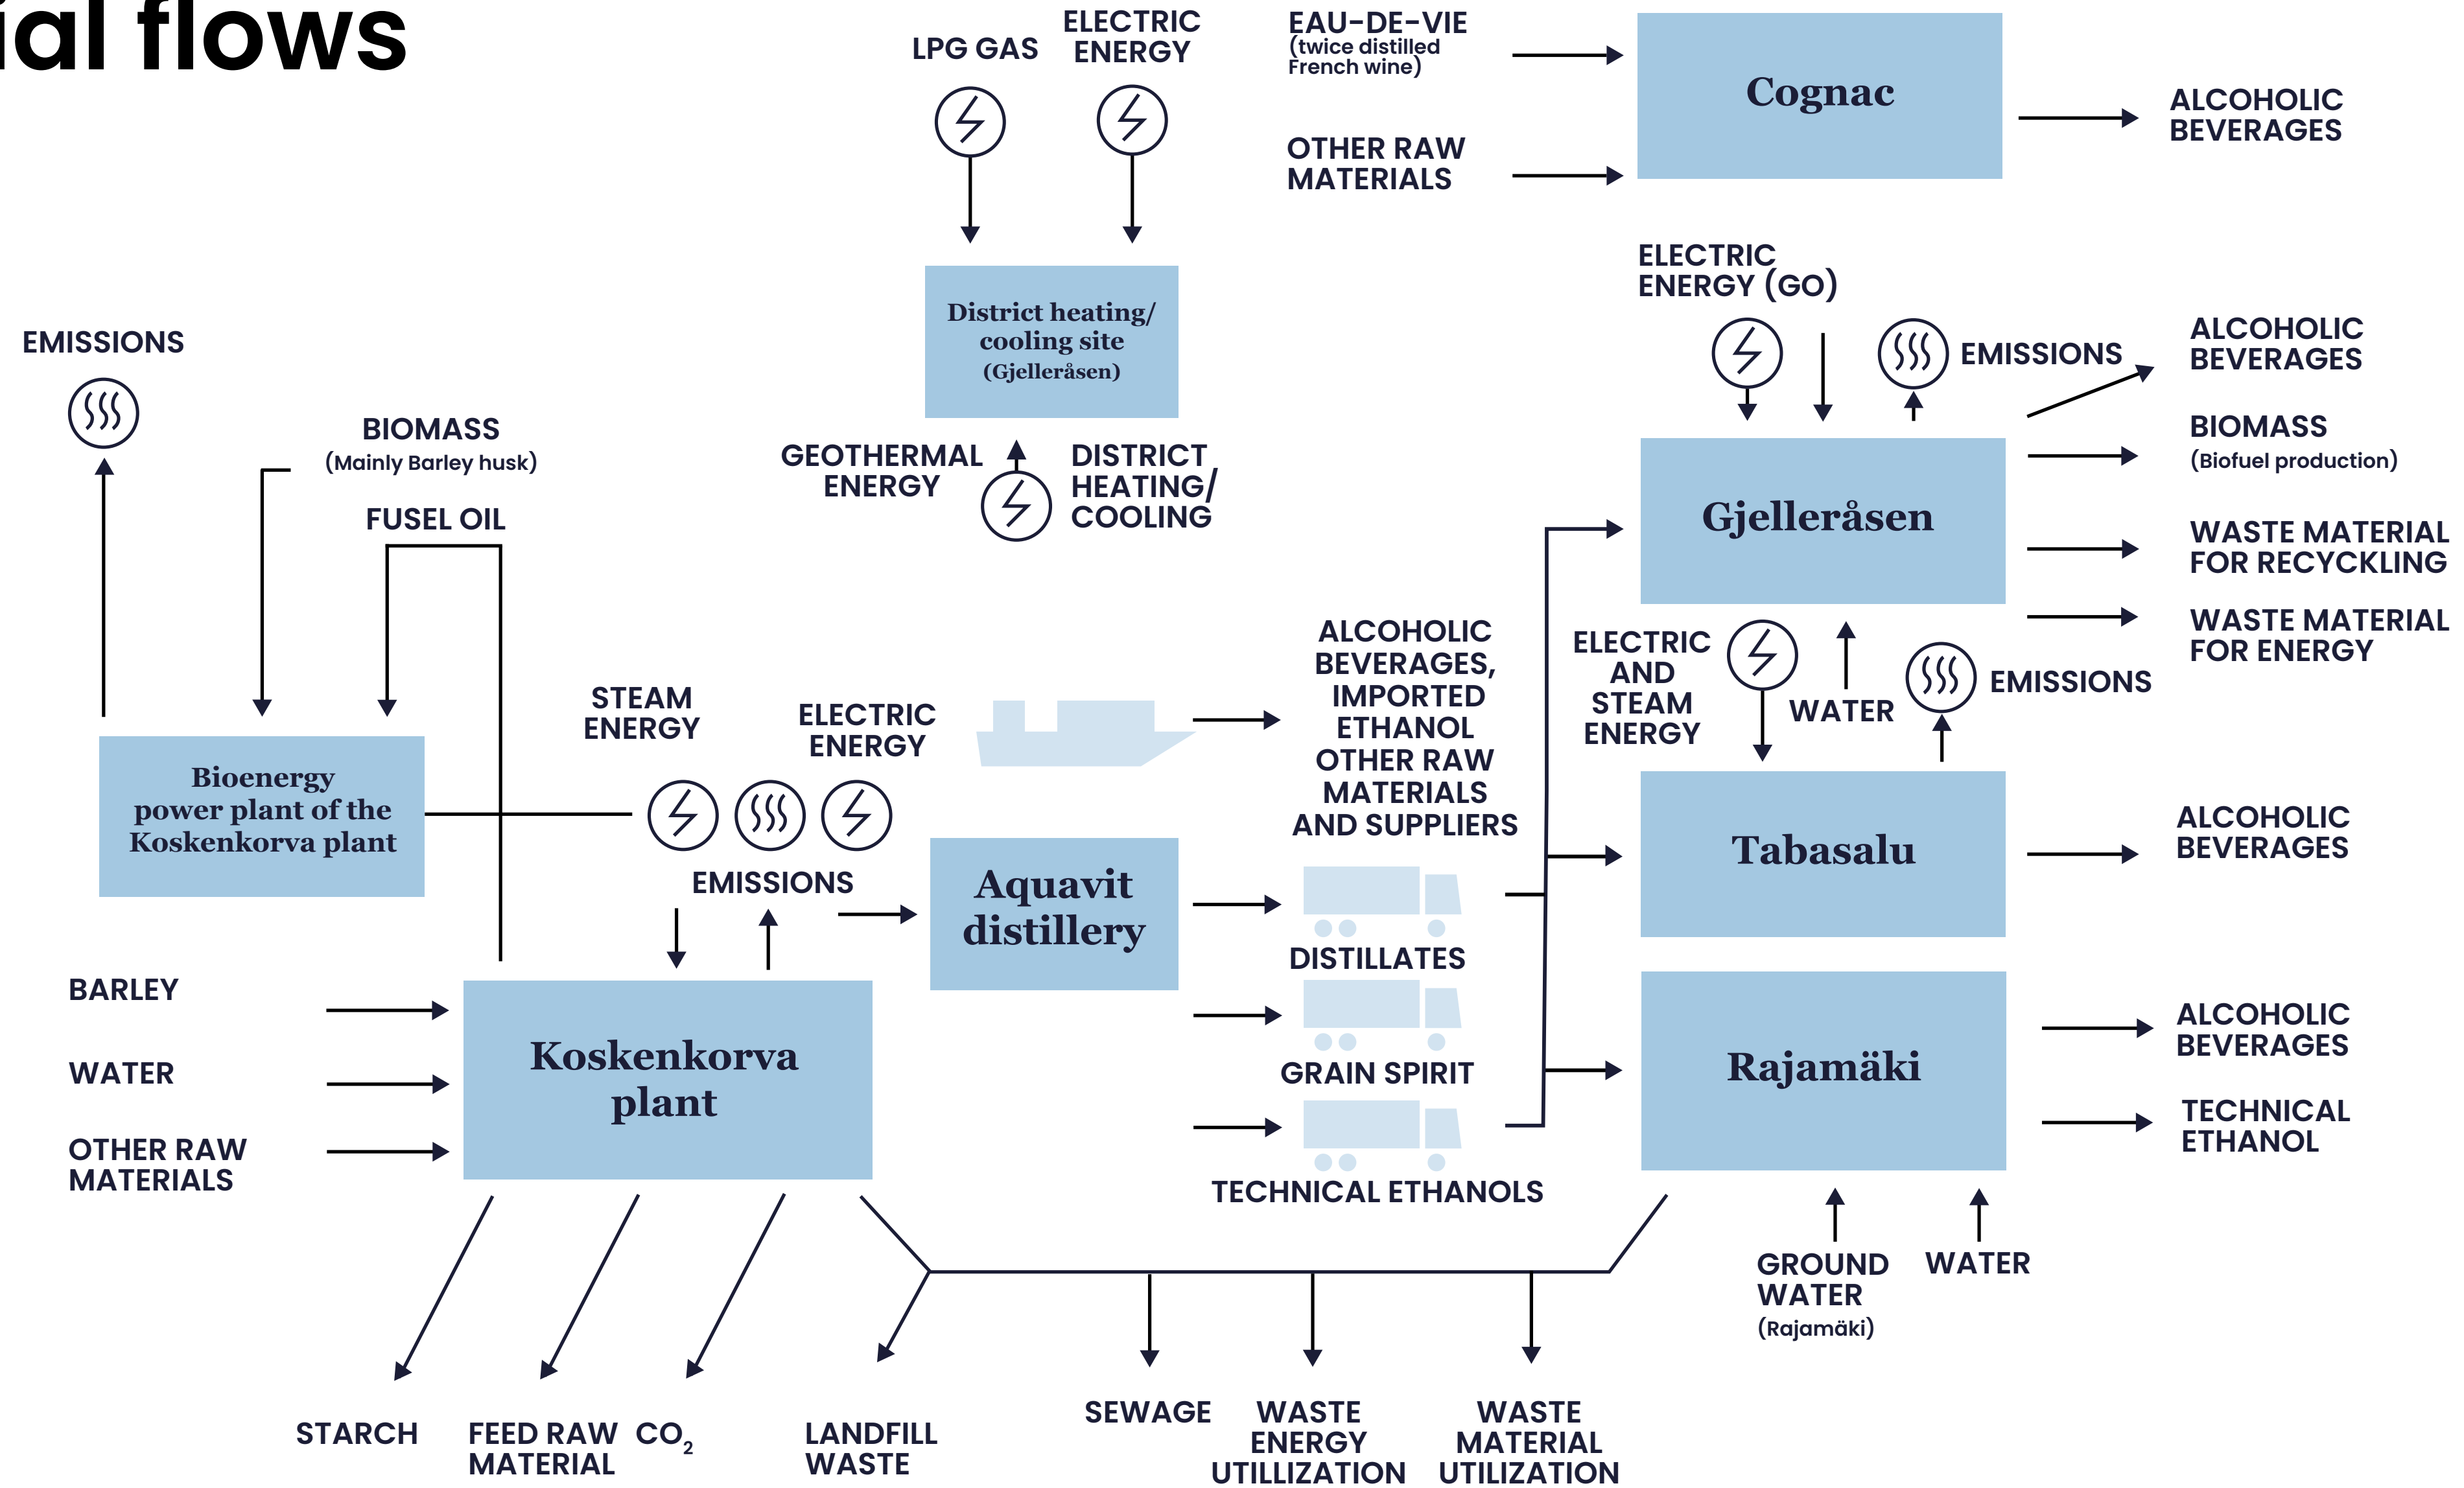 ial flows
LPG GAS
ELECTRIC
ENERGY
EAU-DE-VIE
(twice distilled
French wine)
OTHER RAW
MATERIALS
Cognac
ALCOHOLIC
BEVERAGES
District heating/
cooling site
(Gjelleråsen)
GEOTHERMAL
ENERGY
DISTRICT
HEATING/
COOLING
ELECTRIC
ENERGY (GO)
EMISSIONS
Gjelleråsen
ALCOHOLIC
BEVERAGES
BIOMASS
(Biofuel production)
WASTE MATERIAL
FOR RECYCKLING
WASTE MATERIAL
FOR ENERGY
EMISSIONS
BIOMASS
(Mainly Barley husk)
FUSEL OIL
Bioenergy
power plant of the
Koskenkorva plant
STEAM
ENERGY
ELECTRIC
ENERGY
EMISSIONS
ALCOHOLIC
BEVERAGES,
IMPORTED
ETHANOL
OTHER RAW
MATERIALS
AND SUPPLIERS
ELECTRIC
AND
STEAM
ENERGY
WATER
EMISSIONS
Tabasalu
ALCOHOLIC
BEVERAGES
Aquavit
distillery
DISTILLATES
GRAIN SPIRIT
TECHNICAL ETHANOLS
BARLEY
WATER
OTHER RAW
MATERIALS
Koskenkorva
plant
Rajamäki
ALCOHOLIC
BEVERAGES
TECHNICAL
ETHANOL
GROUND
WATER
(Rajamäki)
WATER
STARCH
FEED RAW
MATERIAL
CO₂
LANDFILL
WASTE
SEWAGE
WASTE
ENERGY
UTILLIZATION
WASTE
MATERIAL
UTILIZATION